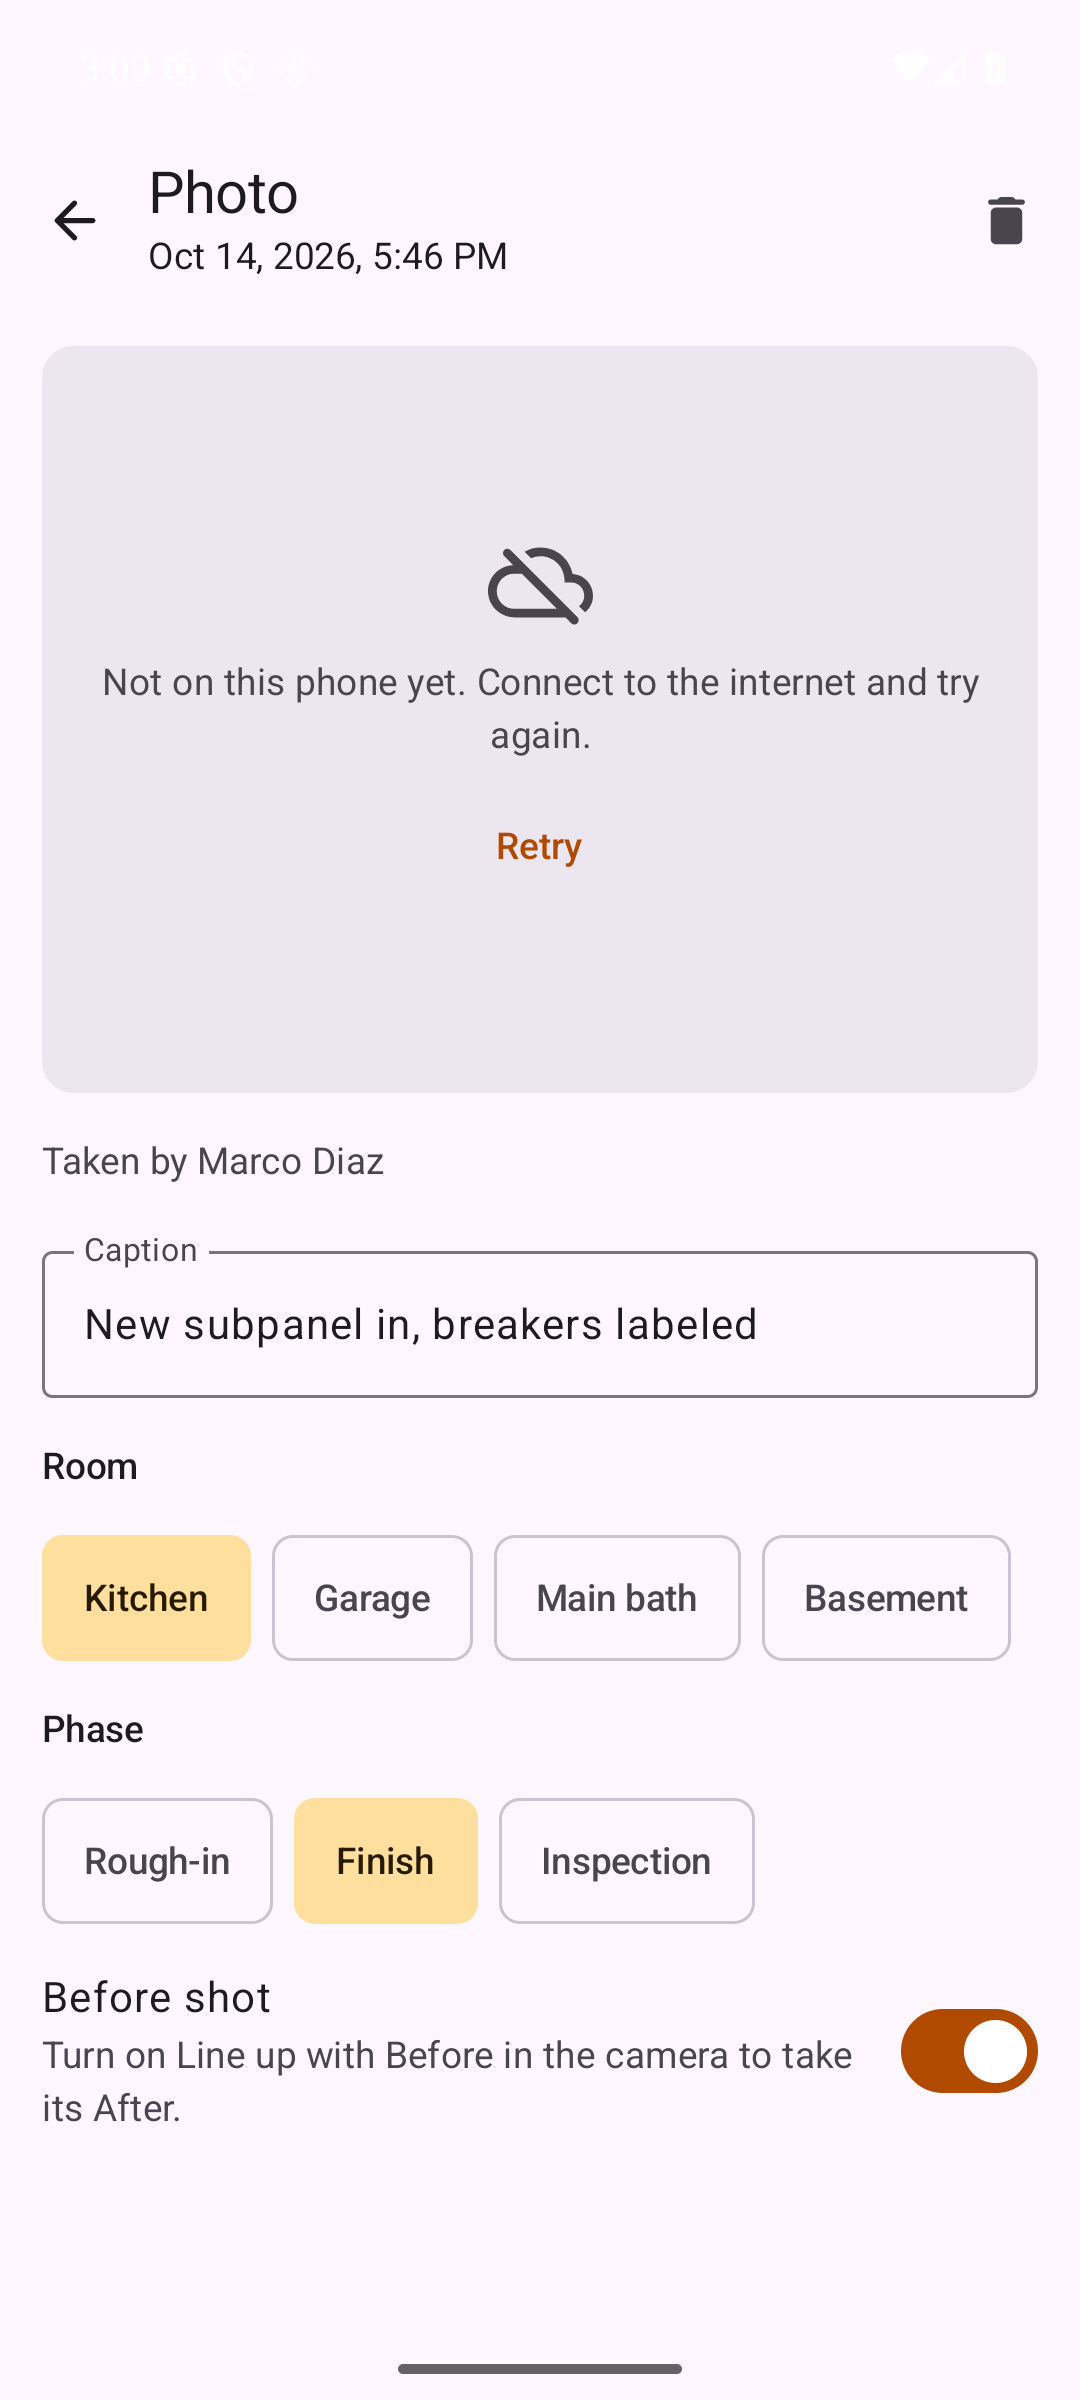 3:00
Photo
Oct 14, 2026, 5:46 PM
Not on this phone yet. Connect to the internet and try
again.
Retry
Taken by Marco Diaz
Caption
New subpanel in, breakers labeled
Room
Kitchen
Garage
Main bath
Basement
Phase
Rough-in
Finish
Inspection
Before shot
Turn on Line up with Before in the camera to take
its After.